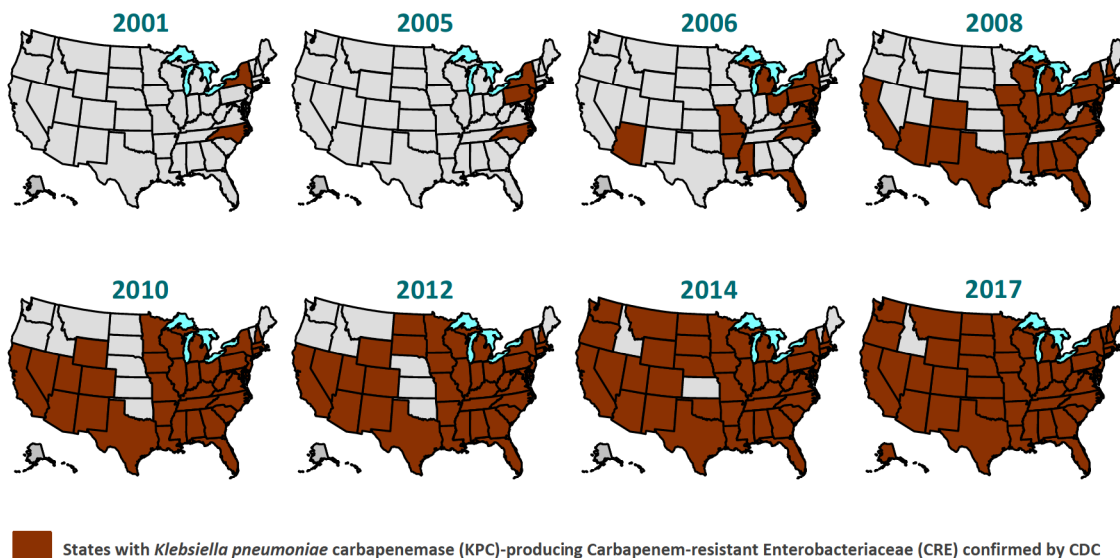 2001 2005 2006 2008
2010 2012 2014 2017
States with Klebsiella pneumoniae carbapenemase (KPC)-producing Carbapenem-resistant Enterobacteriaceae (CRE) confirmed by CDC